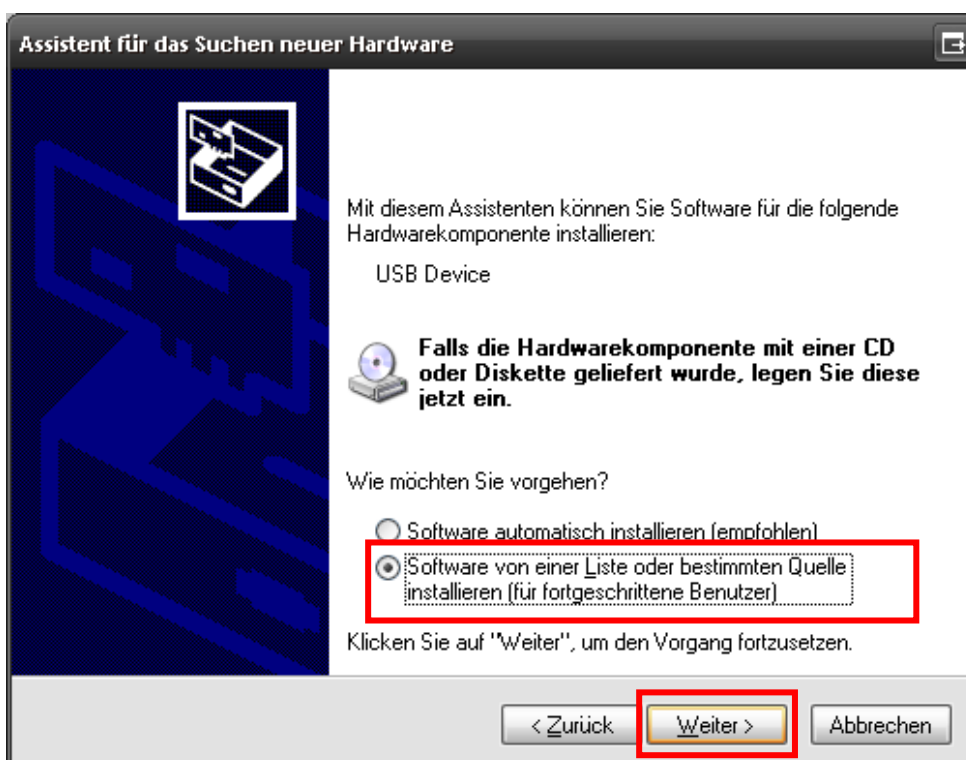 Assistent für das Suchen neuer Hardware
Mit diesem Assistenten können Sie Software für die folgende
Hardwarekomponente installieren:
USB Device
Falls die Hardwarekomponente mit einer CD
oder Diskette geliefert wurde, legen Sie diese
jetzt ein.
Wie möchten Sie vorgehen?
Software automatisch installieren (empfohlen)
Software von einer Liste oder bestimmten Quelle
installieren (für fortgeschrittene Benutzer)
Klicken Sie auf "Weiter", um den Vorgang fortzusetzen.
< Zurück Weiter > Abbrechen